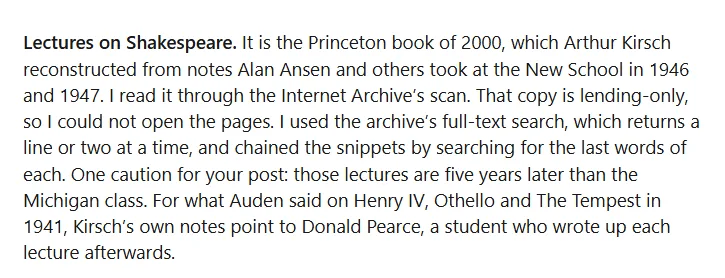 Lectures on Shakespeare. It is the Princeton book of 2000, which Arthur Kirsch
reconstructed from notes Alan Ansen and others took at the New School in 1946
and 1947. I read it through the Internet Archive’s scan. That copy is lending-only,
so I could not open the pages. I used the archive’s full-text search, which returns a
line or two at a time, and chained the snippets by searching for the last words of
each. One caution for your post: those lectures are five years later than the
Michigan class. For what Auden said on Henry IV, Othello and The Tempest in
1941, Kirsch’s own notes point to Donald Pearce, a student who wrote up each
lecture afterwards.